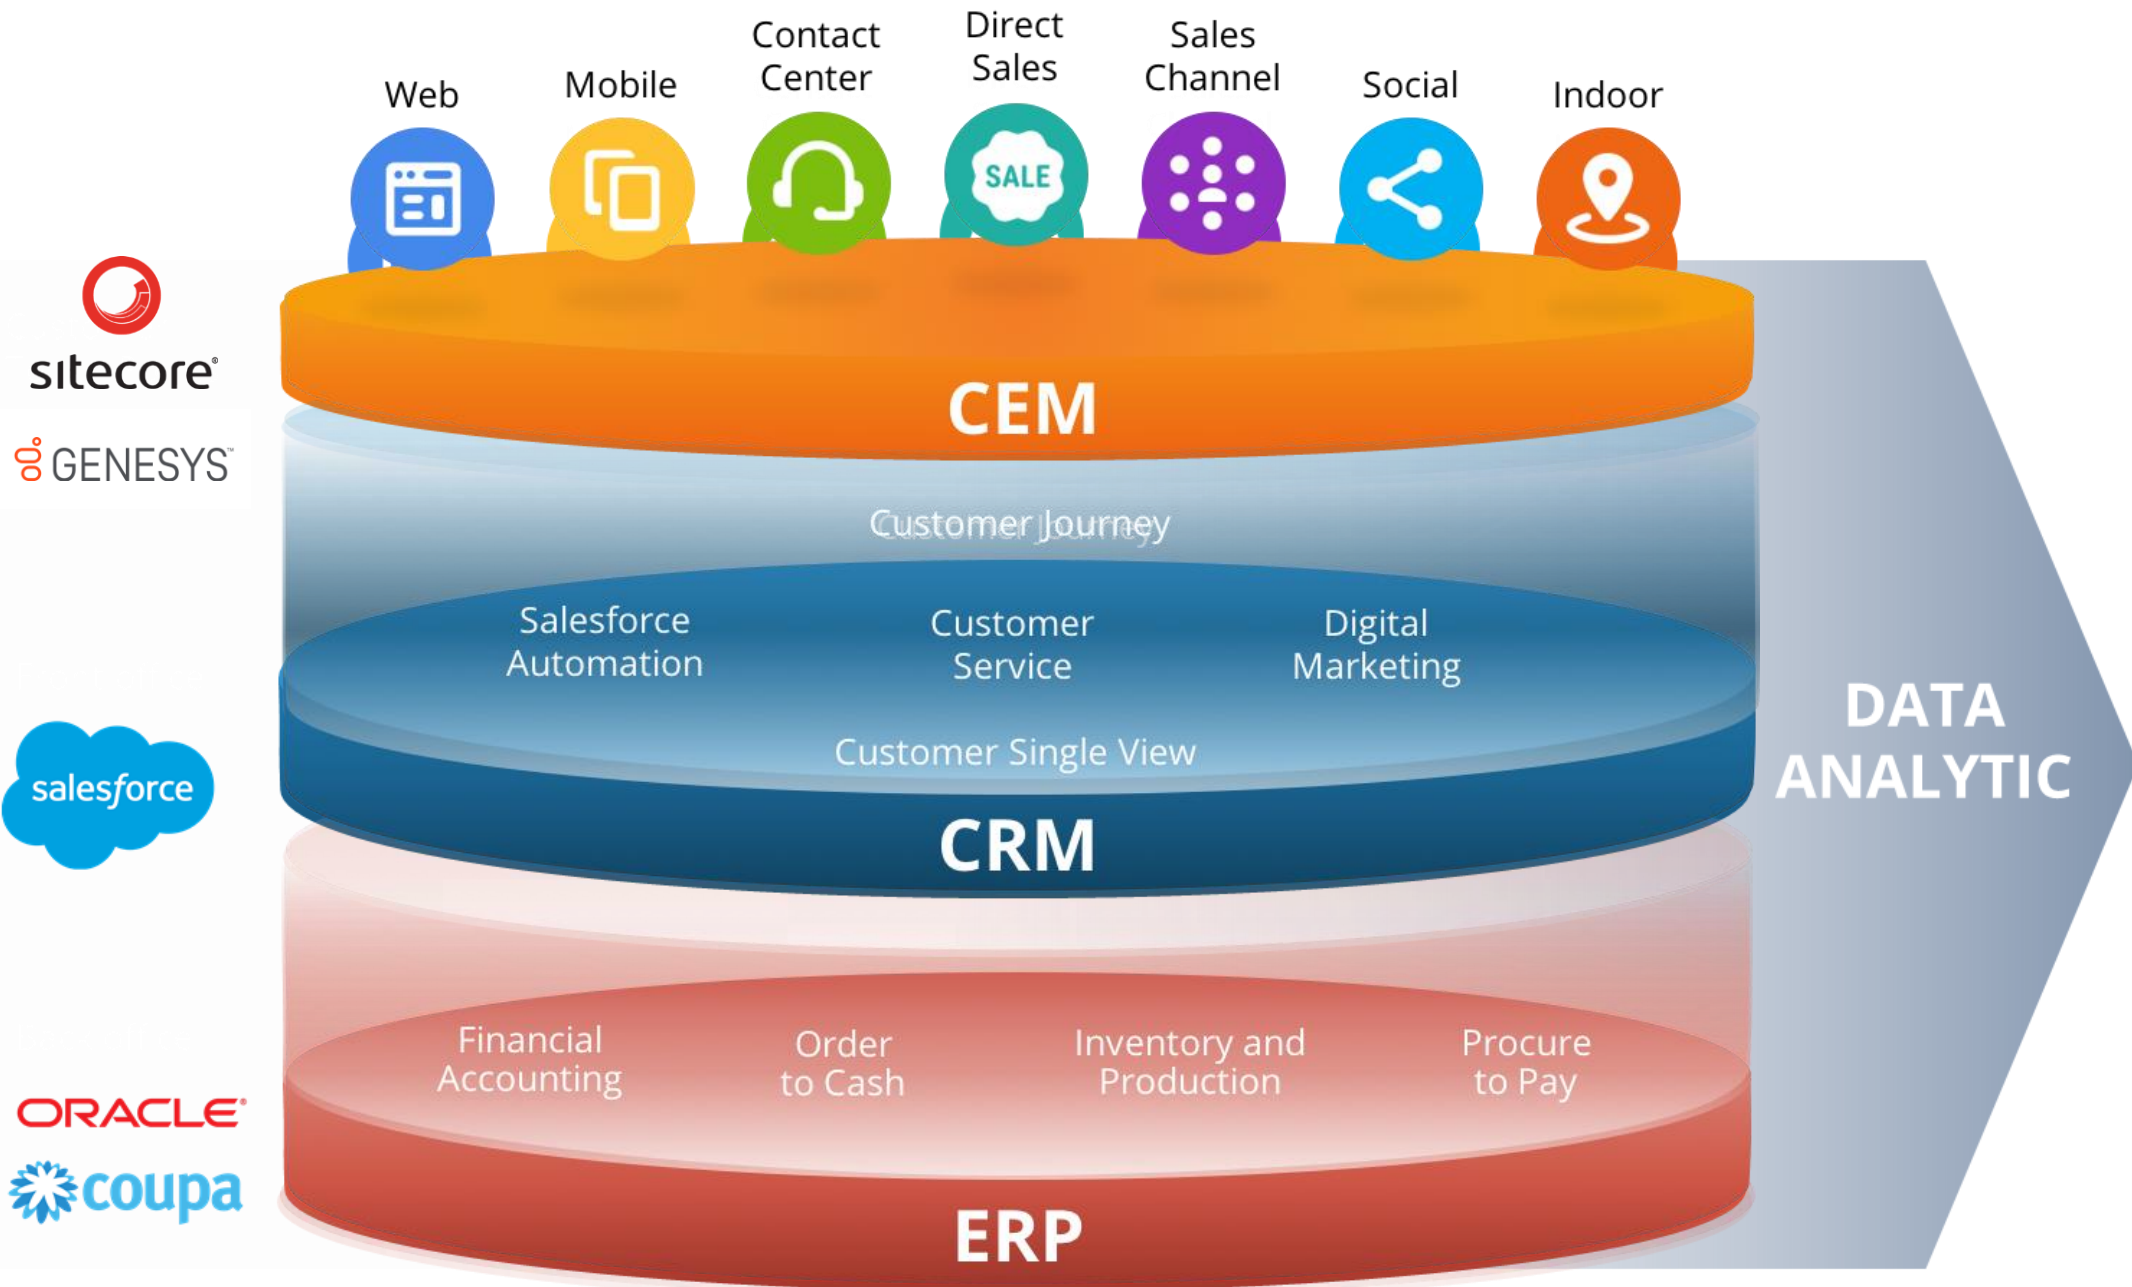 Web
Mobile
Contact
Center
Direct
Sales
Sales
Channel
Social
Indoor
SALE
sitecore®
GENESYS™
CEM
Customer Journey
Salesforce
Automation
Customer
Service
Digital
Marketing
Customer Single View
salesforce
CRM
DATA
ANALYTIC
Financial
Accounting
Order
to Cash
Inventory and
Production
Procure
to Pay
ORACLE®
coupa
ERP